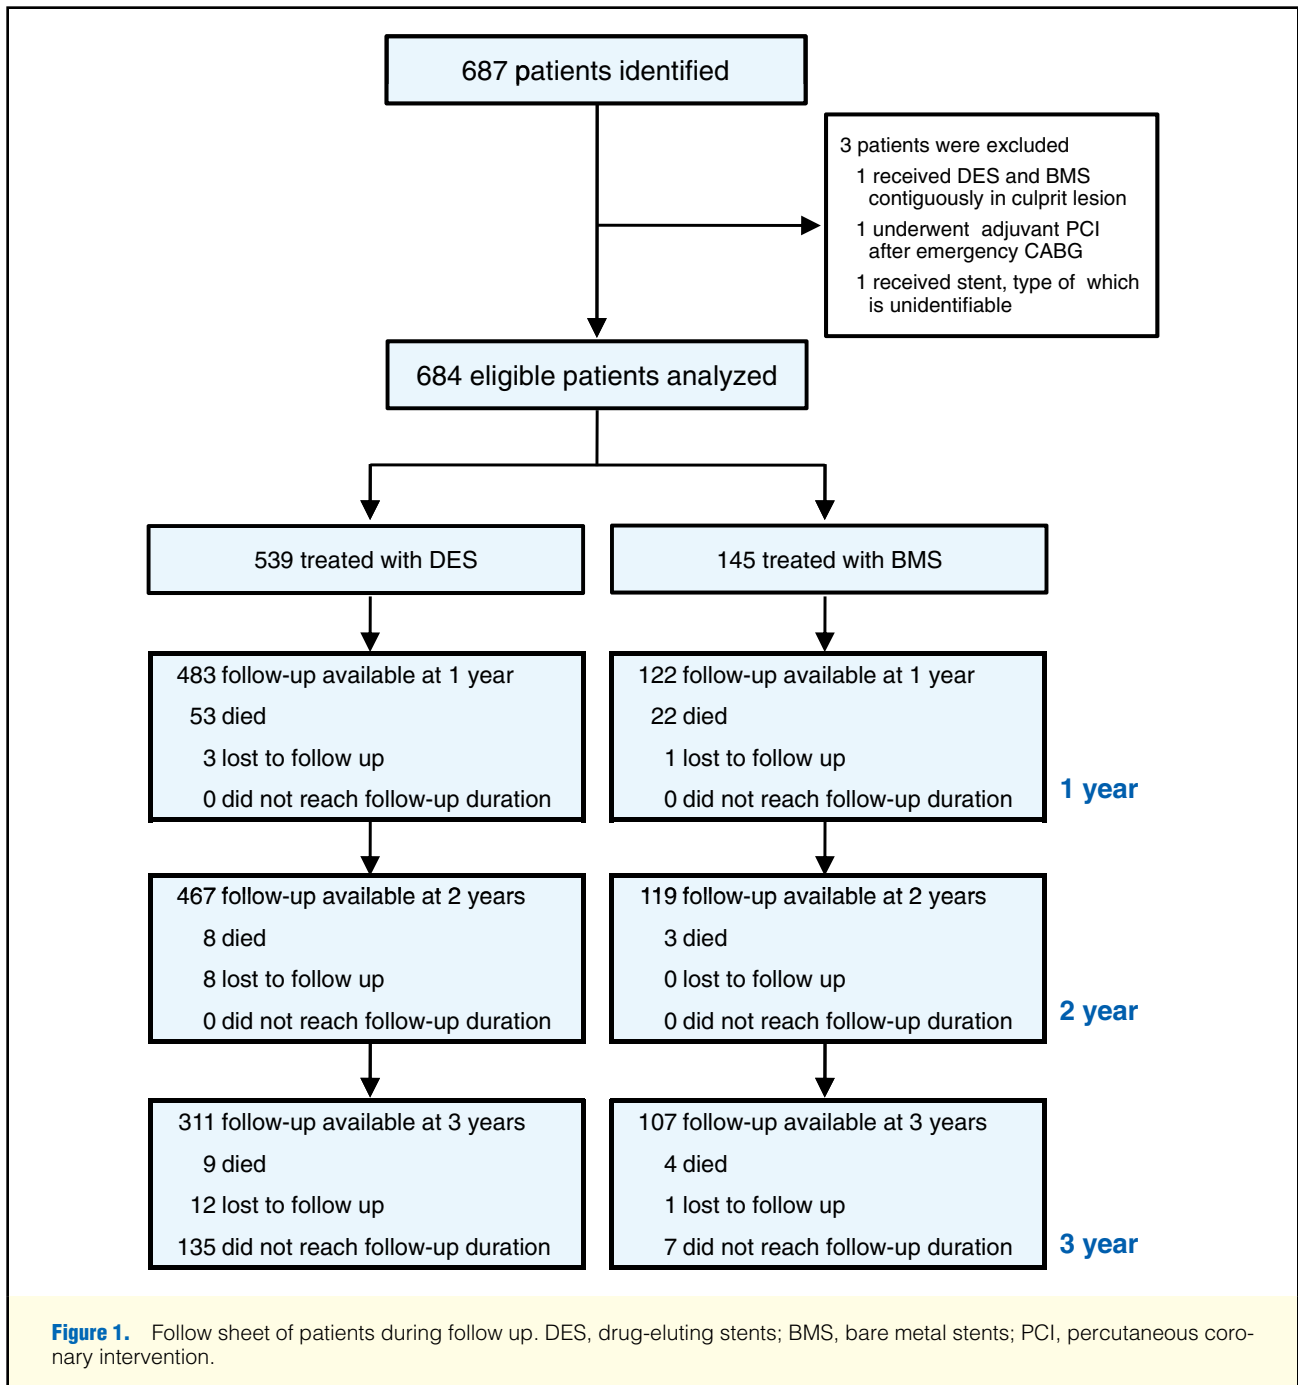 687 patients identified
3 patients were excluded
1 received DES and BMS
contiguously in culprit lesion
1 underwent adjuvant PCI
after emergency CABG
1 received stent, type of which
is unidentifiable
684 eligible patients analyzed
539 treated with DES
145 treated with BMS
483 follow-up available at 1 year
53 died
3 lost to follow up
0 did not reach follow-up duration
122 follow-up available at 1 year
22 died
1 lost to follow up
0 did not reach follow-up duration
1 year
467 follow-up available at 2 years
8 died
8 lost to follow up
0 did not reach follow-up duration
119 follow-up available at 2 years
3 died
0 lost to follow up
0 did not reach follow-up duration
2 year
311 follow-up available at 3 years
9 died
12 lost to follow up
135 did not reach follow-up duration
107 follow-up available at 3 years
4 died
1 lost to follow up
7 did not reach follow-up duration
3 year
Figure 1. Follow sheet of patients during follow up. DES, drug-eluting stents; BMS, bare metal stents; PCI, percutaneous coro-
nary intervention.